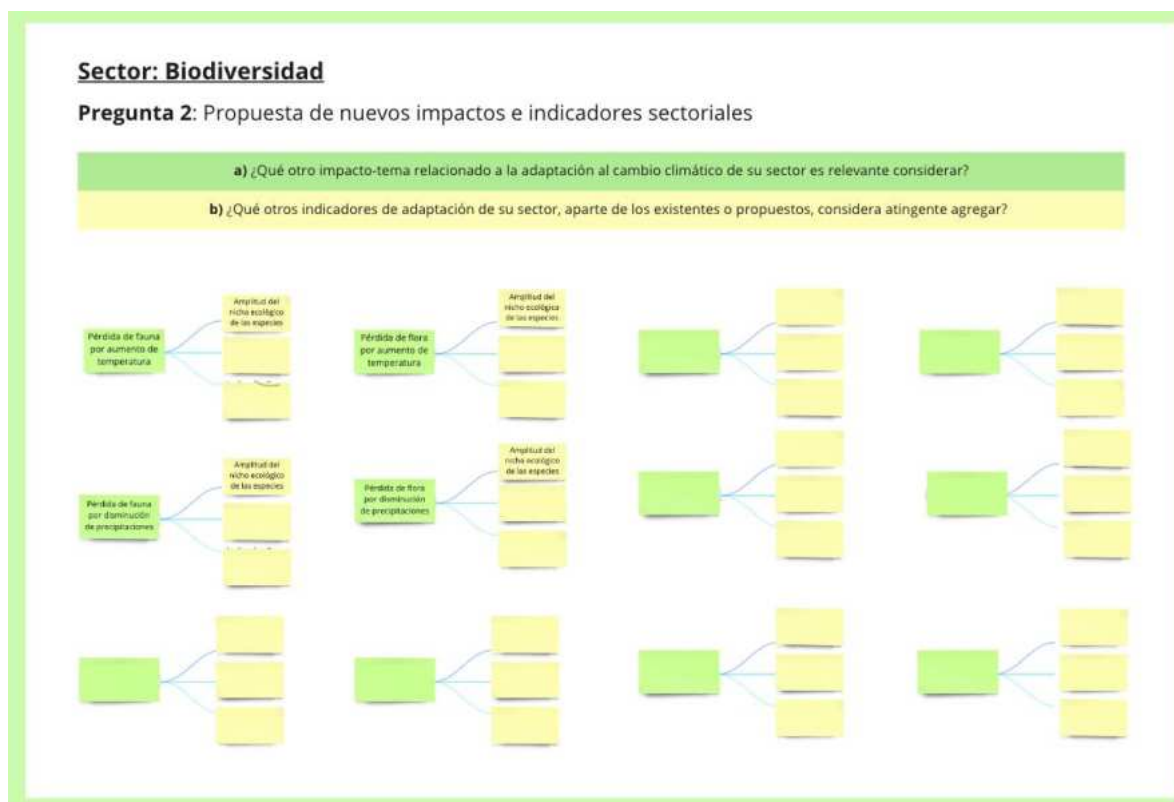 Sector: Biodiversidad
Pregunta 2: Propuesta de nuevos impactos e indicadores sectoriales
a) ¿Qué otro impacto-tema relacionado a la adaptación al cambio climático de su sector es relevante considerar?
b) ¿Qué otros indicadores de adaptación de su sector, aparte de los existentes o propuestos, considera atingente agregar?
Pérdida de fauna
por aumento de
temperatura
Amplitud del
nicho ecológico
de las especies
Pérdida de flora
por aumento de
temperatura
Amplitud del
nicho ecológico
de las especies
Pérdida de fauna
por disminución
de precipitaciones
Amplitud del
nicho ecológico
de las especies
Pérdida de flora
por disminución
de precipitaciones
Amplitud del
nicho ecológico
de las especies